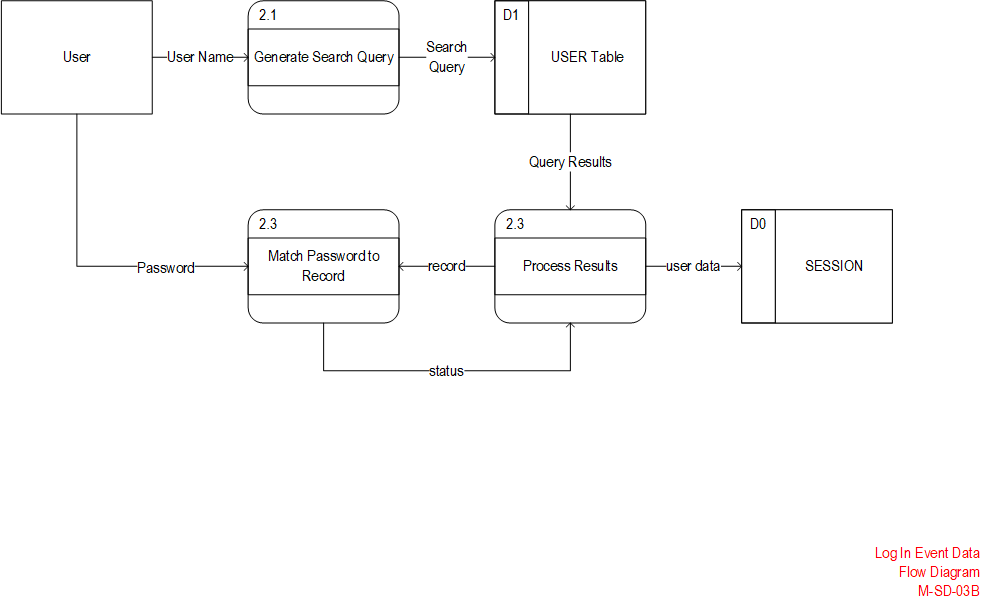 2.1
D1
User
User Name
Generate Search Query
Search
Query
USER Table
Query Results
2.3
2.3
D0
Match Password to
Record
Password
record
Process Results
user data
SESSION
status
Log In Event Data
Flow Diagram
M-SD-03B